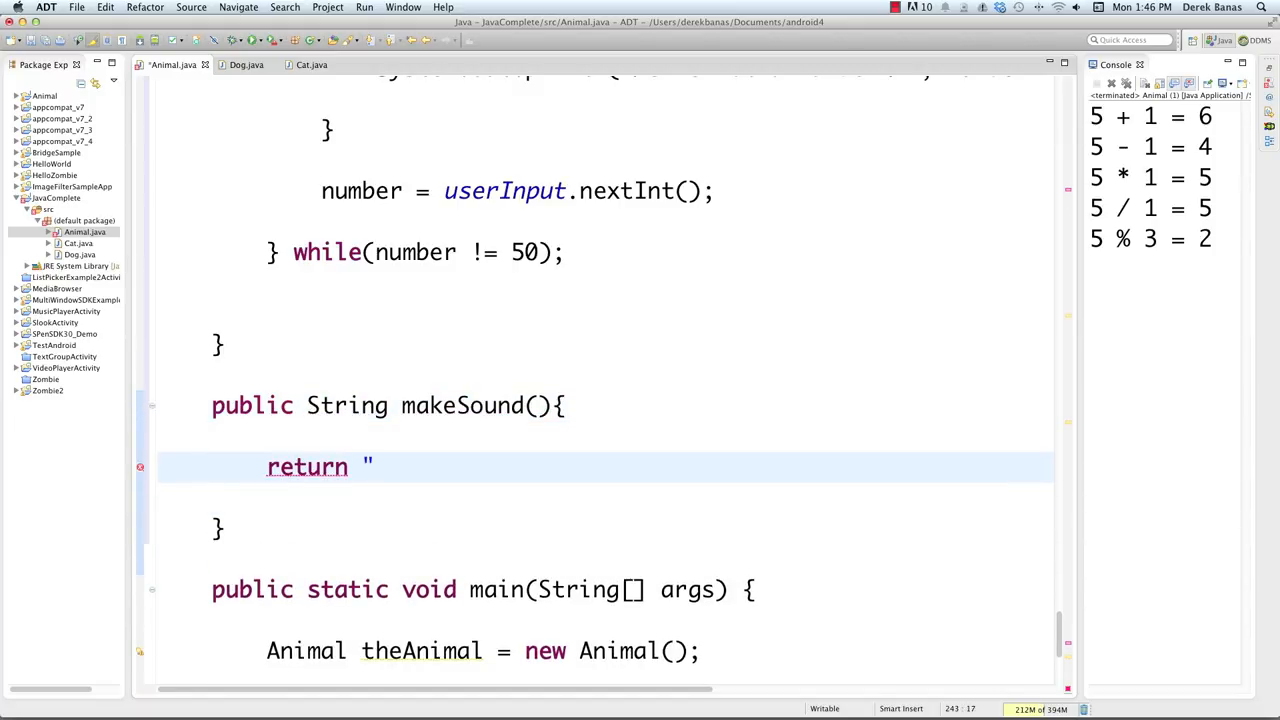 ADT File Edit Refactor Source Navigate Search Project Run Window Help 10 Mon 1:46 PM Derek Banas
Java - JavaComplete/src/Animal.java - ADT - /Users/derekbanas/Documents/android4
Quick Access Java DDMS
Package Exp *Animal.java Dog.java Cat.java Console
<terminated> Animal (1) [Java Application] /S
Animal
appcompat_v7
appcompat_v7_2
appcompat_v7_3
appcompat_v7_4
BridgeSample
HelloWorld
HelloZombie
ImageFilterSampleApp
JavaComplete
src
(default package)
Animal.java
Cat.java
Dog.java
JRE System Library [Ja
ListPickerExample2Activi
MediaBrowser
MultiWindowSDKExample
MusicPlayerActivity
SlookActivity
SPenSDK30_Demo
TestAndroid
TextGroupActivity
VideoPlayerActivity
Zombie
Zombie2
}
number = userInput.nextInt();
} while(number != 50);
}
public String makeSound(){
return "
}
public static void main(String[] args) {
Animal theAnimal = new Animal();
5 + 1 = 6
5 - 1 = 4
5 * 1 = 5
5 / 1 = 5
5 % 3 = 2
Writable Smart Insert 243 : 17 212M of 394M